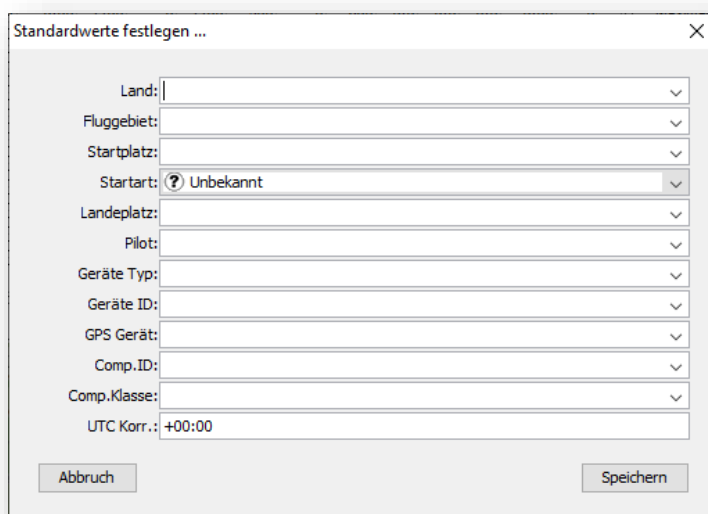 Standardwerte festlegen ...
Land:
Fluggebiet:
Startplatz:
Startart: ? Unbekannt
Landeplatz:
Pilot:
Geräte Typ:
Geräte ID:
GPS Gerät:
Comp.ID:
Comp.Klasse:
UTC Korr.: +00:00
Abbruch Speichern